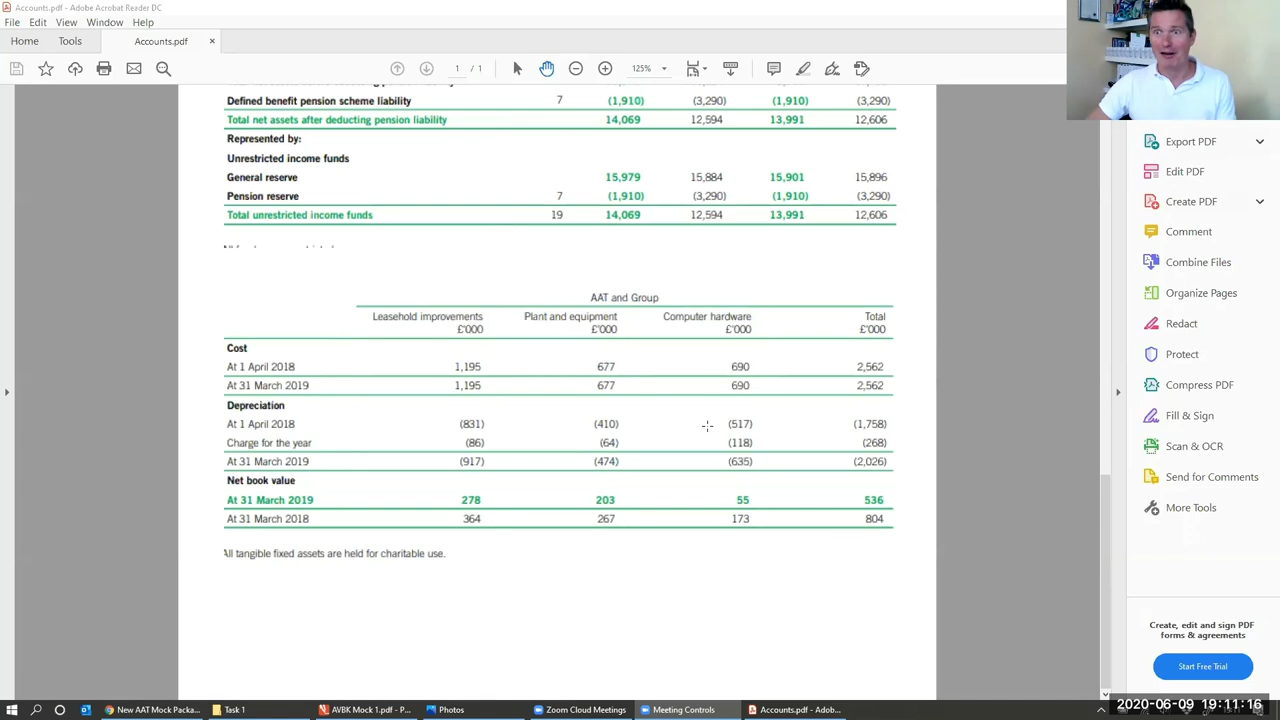 Accounts.pdf - Adobe Acrobat Reader DC
File Edit View Window Help
Home Tools Accounts.pdf ×
1 / 1 125%
Defined benefit pension scheme liability 7 (1,910) (3,290) (1,910) (3,290)
Total net assets after deducting pension liability 14,069 12,594 13,991 12,606
Represented by:
Unrestricted income funds
General reserve 15,979 15,884 15,901 15,896
Pension reserve 7 (1,910) (3,290) (1,910) (3,290)
Total unrestricted income funds 19 14,069 12,594 13,991 12,606
AAT and Group
Leasehold improvements Plant and equipment Computer hardware Total
£'000 £'000 £'000 £'000
Cost
At 1 April 2018 1,195 677 690 2,562
At 31 March 2019 1,195 677 690 2,562
Depreciation
At 1 April 2018 (831) (410) (517) (1,758)
Charge for the year (86) (64) (118) (268)
At 31 March 2019 (917) (474) (635) (2,026)
Net book value
At 31 March 2019 278 203 55 536
At 31 March 2018 364 267 173 804
All tangible fixed assets are held for charitable use.
Export PDF
Edit PDF
Create PDF
Comment
Combine Files
Organize Pages
Redact
Protect
Compress PDF
Fill & Sign
Scan & OCR
Send for Comments
More Tools
Create, edit and sign PDF
forms & agreements
Start Free Trial
New AAT Mock Packa... Task 1 AVBK Mock 1.pdf - P... Photos Zoom Cloud Meetings Meeting Controls Accounts.pdf - Adob...
2020-06-09 19:11:16